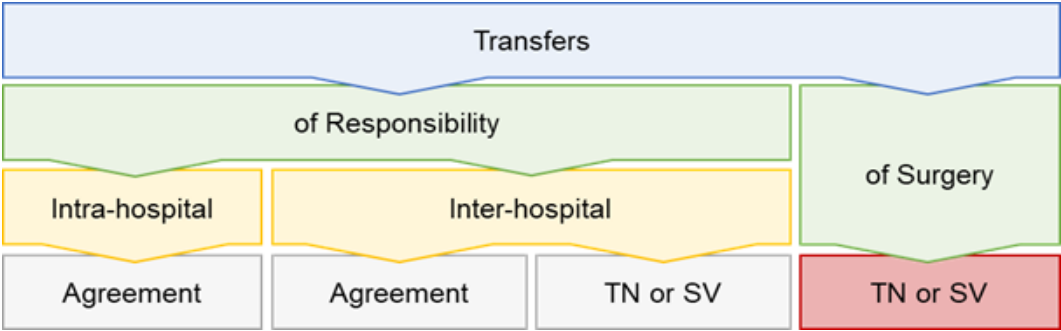 Transfers
of Responsibility
of Surgery
Intra-hospital
Inter-hospital
Agreement
Agreement
TN or SV
TN or SV